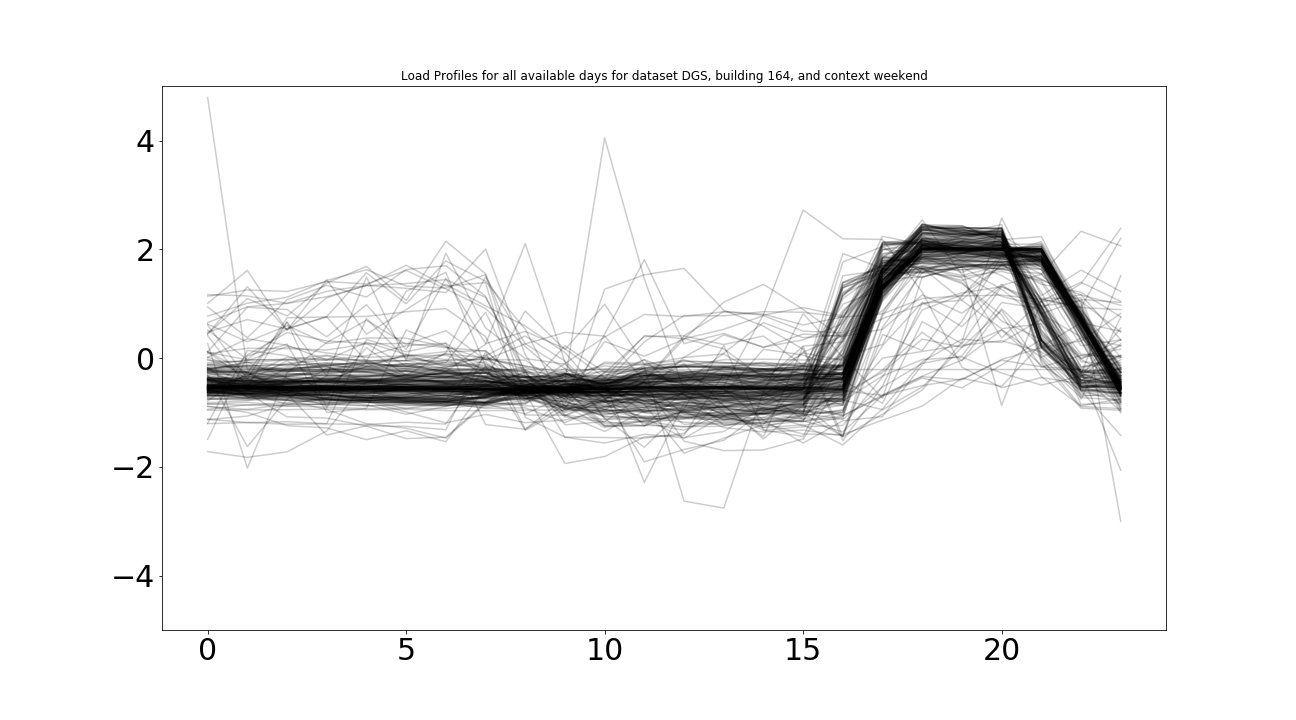 Load Profiles for all available days for dataset DGS, building 164, and context weekend
4
2
0
−2
−4
0 5 10 15 20